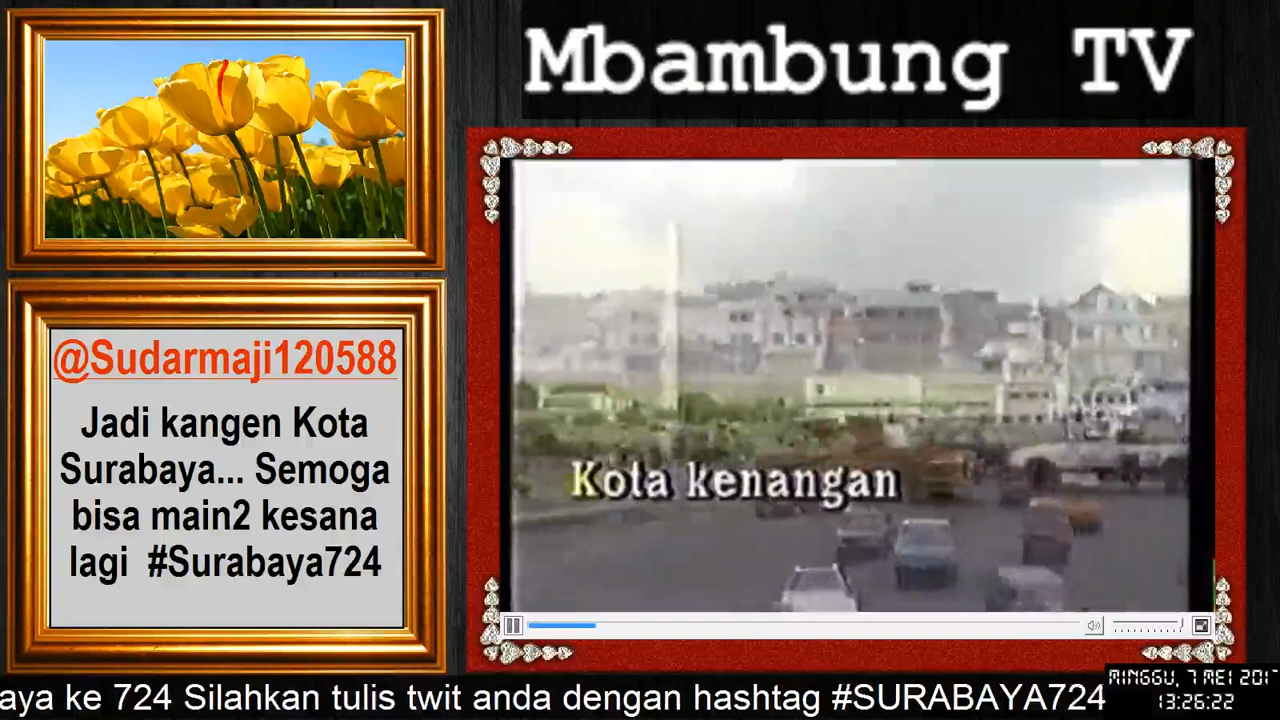 Mbambung TV
@Sudarmaji120588
Jadi kangen Kota
Surabaya... Semoga
bisa main2 kesana
lagi #Surabaya724
Kota kenangan
aya ke 724 Silahkan tulis twit anda dengan hashtag #SURABAYA724
MINGGU, 7 MEI 201
13:26:22